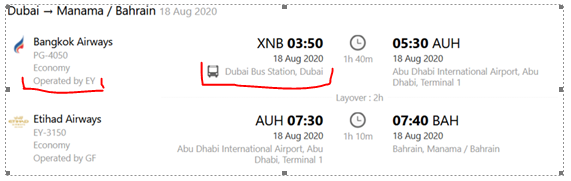 Dubai → Manama / Bahrain 18 Aug 2020
Bangkok Airways
PG-4050
Economy
Operated by EY
XNB 03:50
18 Aug 2020
Dubai Bus Station, Dubai
1h 40m
05:30 AUH
18 Aug 2020
Abu Dhabi International Airport, Abu
Dhabi, Terminal 1
Layover : 2h
Etihad Airways
EY-3150
Economy
Operated by GF
AUH 07:30
18 Aug 2020
Abu Dhabi International Airport, Abu
Dhabi, Terminal 1
1h 10m
07:40 BAH
18 Aug 2020
Bahrain, Manama / Bahrain